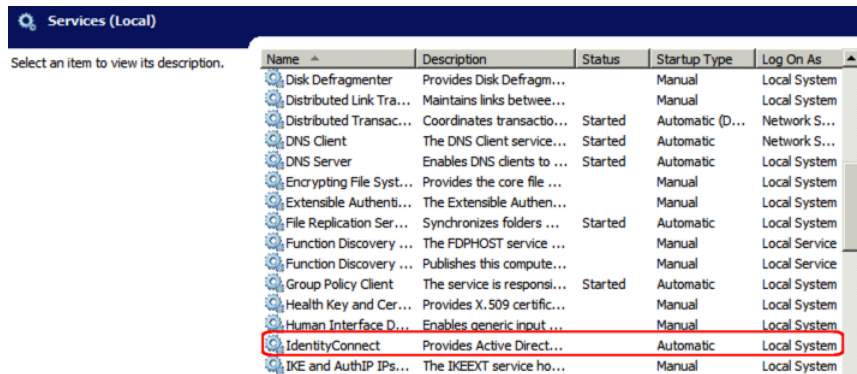 Services (Local)
Select an item to view its description.
Name Description Status Startup Type Log On As
Disk Defragmenter Provides Disk Defragm... Manual Local System
Distributed Link Tra... Maintains links betwee... Manual Local System
Distributed Transac... Coordinates transactio... Started Automatic (D... Network S...
DNS Client The DNS Client service... Started Automatic Network S...
DNS Server Enables DNS clients to ... Started Automatic Local System
Encrypting File Syst... Provides the core file ... Manual Local System
Extensible Authenti... The Extensible Authen... Manual Local System
File Replication Ser... Synchronizes folders ... Started Automatic Local System
Function Discovery ... The FDPHOST service ... Manual Local Service
Function Discovery ... Publishes this compute... Manual Local Service
Group Policy Client The service is responsi... Started Automatic Local System
Health Key and Cer... Provides X.509 certific... Manual Local System
Human Interface D... Enables generic input ... Manual Local System
IdentityConnect Provides Active Direct... Automatic Local System
IKE and AuthIP IPs... The IKEEXT service ho... Manual Local System